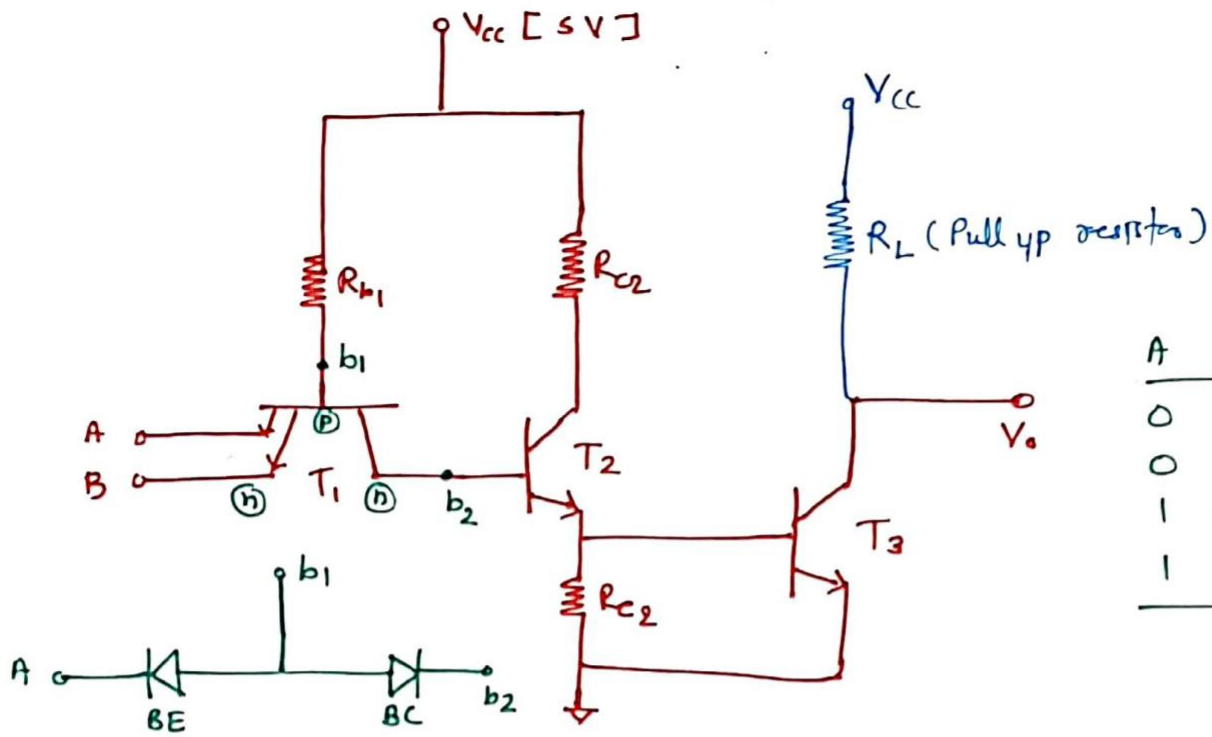 Vcc [5V]
Vcc
RL (Pull up resistor)
Rb1
RC2
b1
A
P
A
0
B
n
T1
n
b2
T2
V0
0
1
T3
1
b1
RC2
A
b2
BE
BC